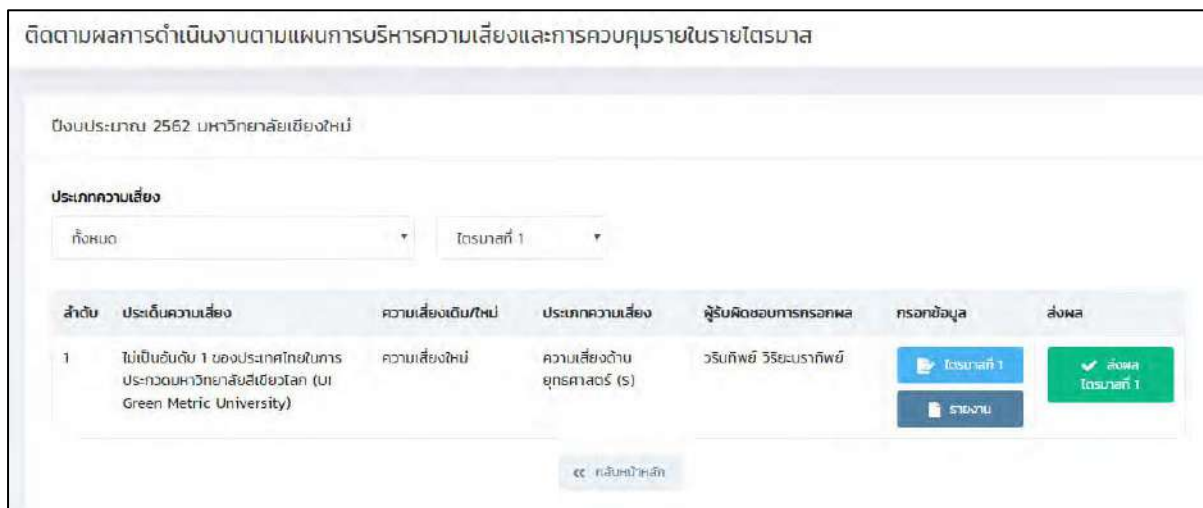 ติดตามผลการดำเนินงานตามแผนการบริหารความเสี่ยงและการควบคุมรายในรายไตรมาส
ปีงบประมาณ 2562 มหาวิทยาลัยเชียงใหม่
ประเภทความเสี่ยง
ทั้งหมด ไตรมาสที่ 1
ลำดับ ประเด็นความเสี่ยง ความเสี่ยงเดิม/ใหม่ ประเภทความเสี่ยง ผู้รับผิดชอบการกรอกผล กรอกข้อมูล ส่งผล
1 ไม่เป็นอันดับ 1 ของประเทศไทยในการ ความเสี่ยงใหม่ ความเสี่ยงด้าน วรินทิพย์ วิริยะบราทิพย์ ไตรมาสที่ 1 ส่งผล
ประกวดมหาวิทยาลัยสีเขียวโลก (UI ยุทธศาสตร์ (S) ไตรมาสที่ 1
Green Metric University) รายงาน
กลับหน้าหลัก